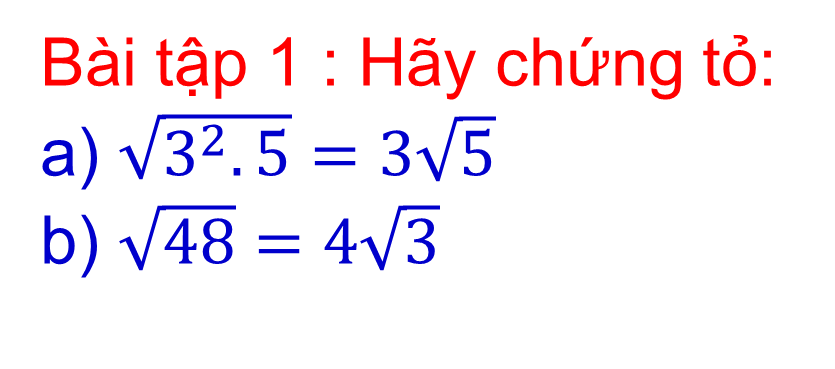 Bài tập 1 : Hãy chứng tỏ:
a) √(3².5) = 3√5
b) √48 = 4√3